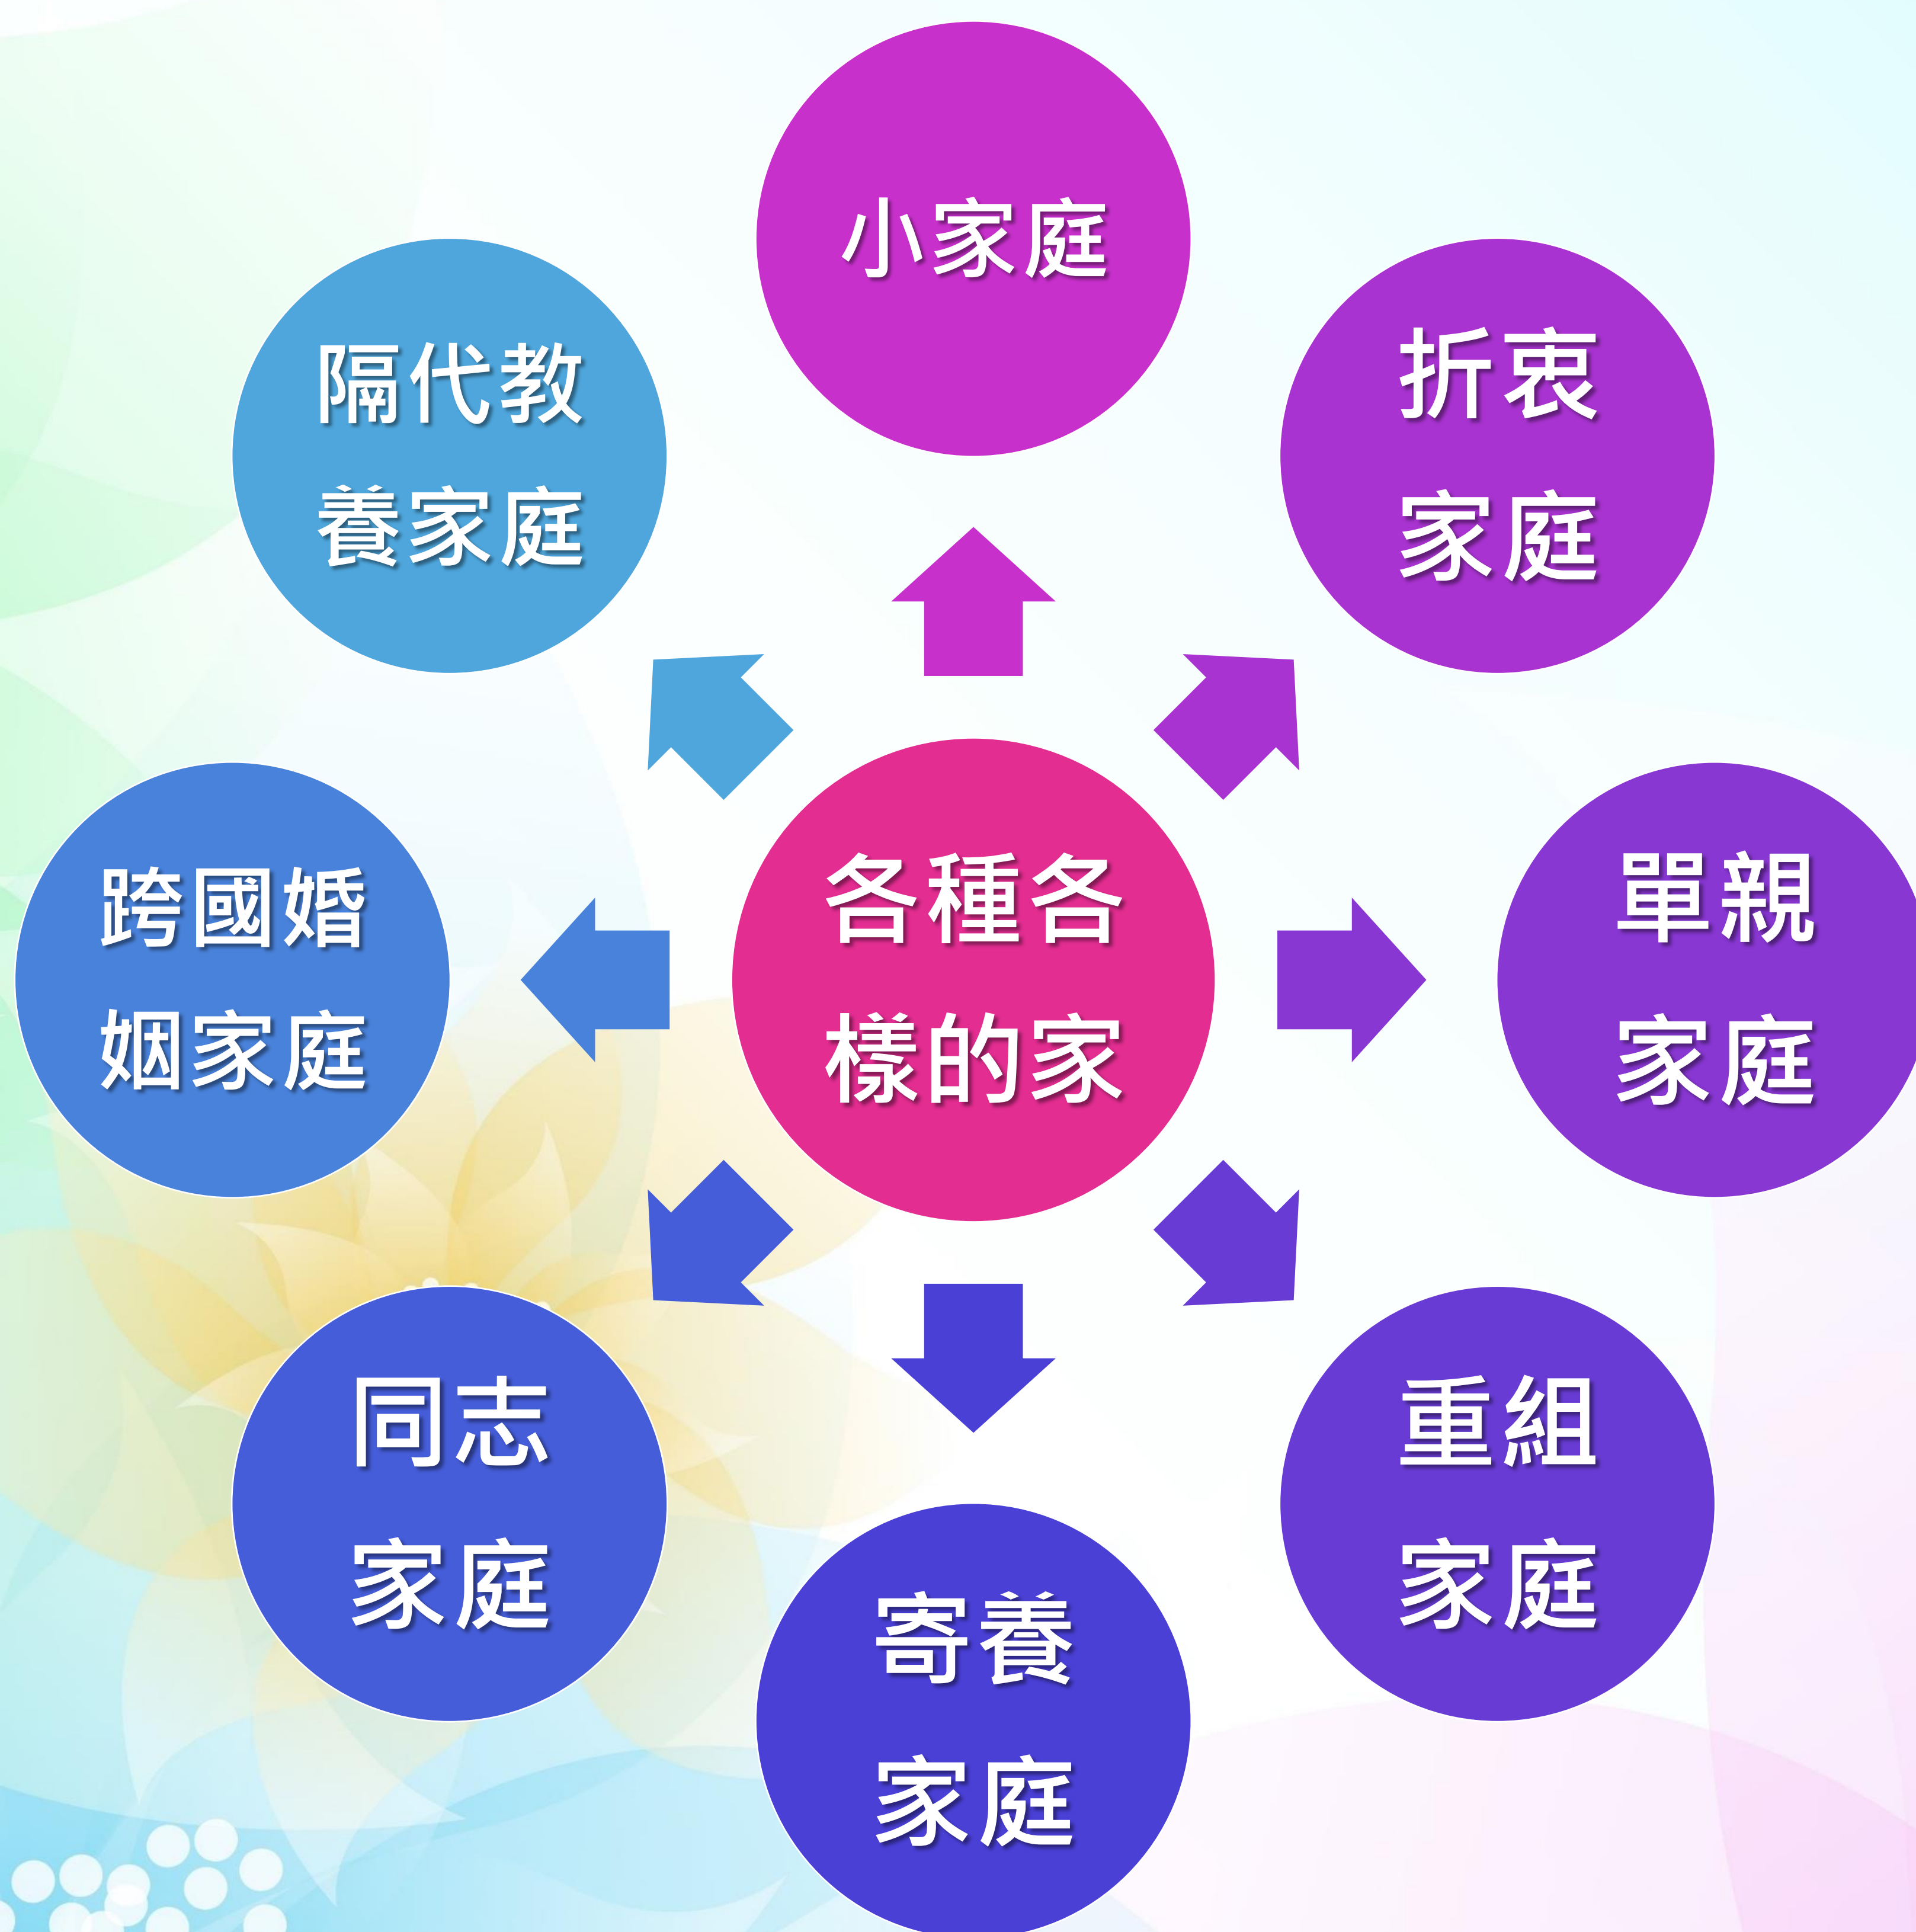 小家庭
折衷
家庭
單親
家庭
重組
家庭
寄養
家庭
同志
家庭
跨國婚
姻家庭
隔代教
養家庭
各種各
樣的家